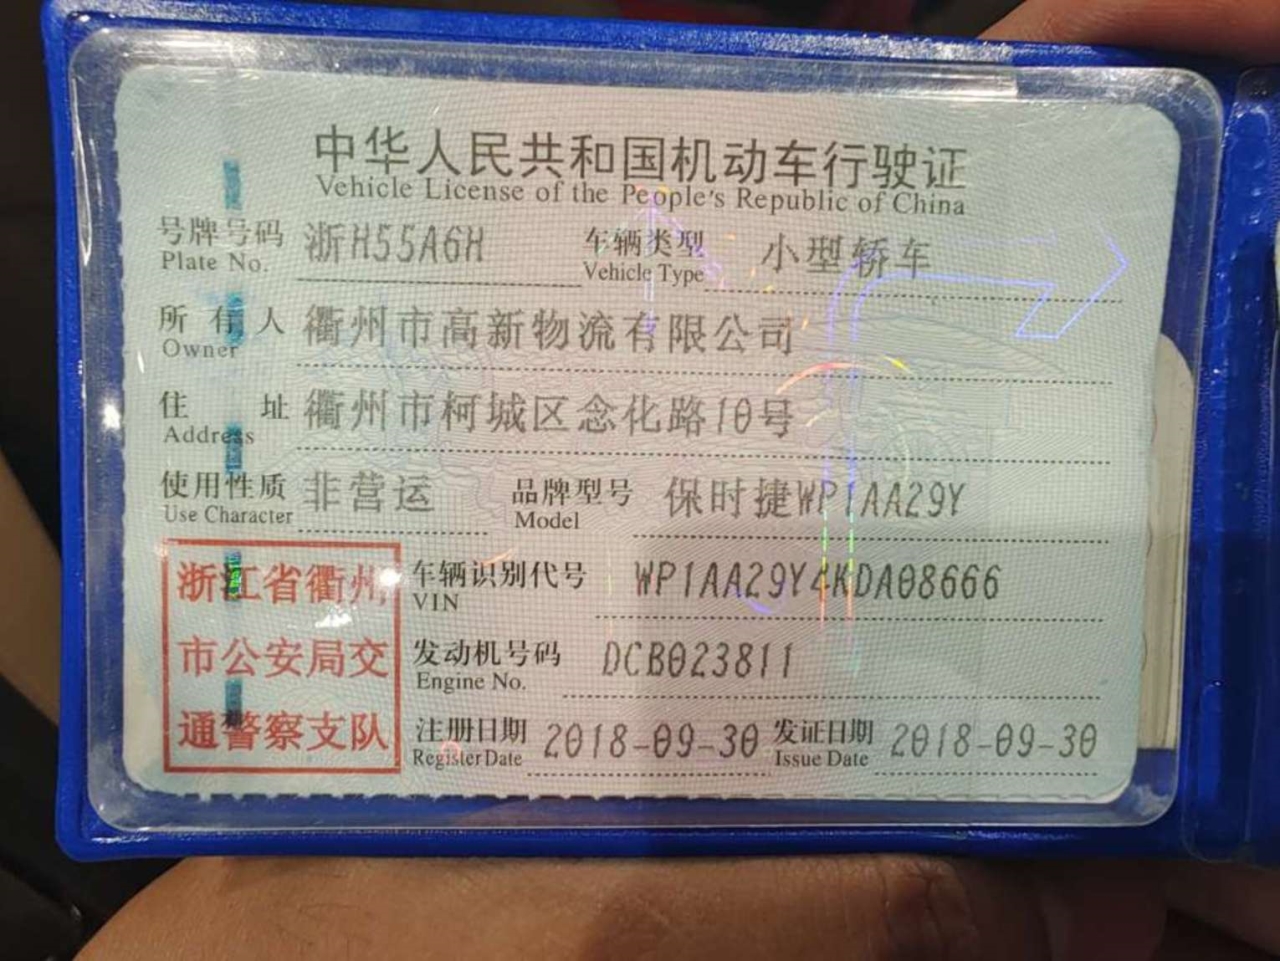 中华人民共和国机动车行驶证
Vehicle License of the People's Republic of China
号牌号码 浙H55A6H 车辆类型 小型轿车
Plate No. Vehicle Type
所有人 衢州市高新物流有限公司
Owner
住址 衢州市柯城区念化路10号
Address
使用性质 非营运 品牌型号 保时捷WP1AA29Y
Use Character Model
浙江省衢州 车辆识别代号 WP1AA29Y4KDA08666
VIN
市公安局交 发动机号码 DCB023811
Engine No.
通警察支队 注册日期 2018-09-30 发证日期 2018-09-30
Register Date Issue Date